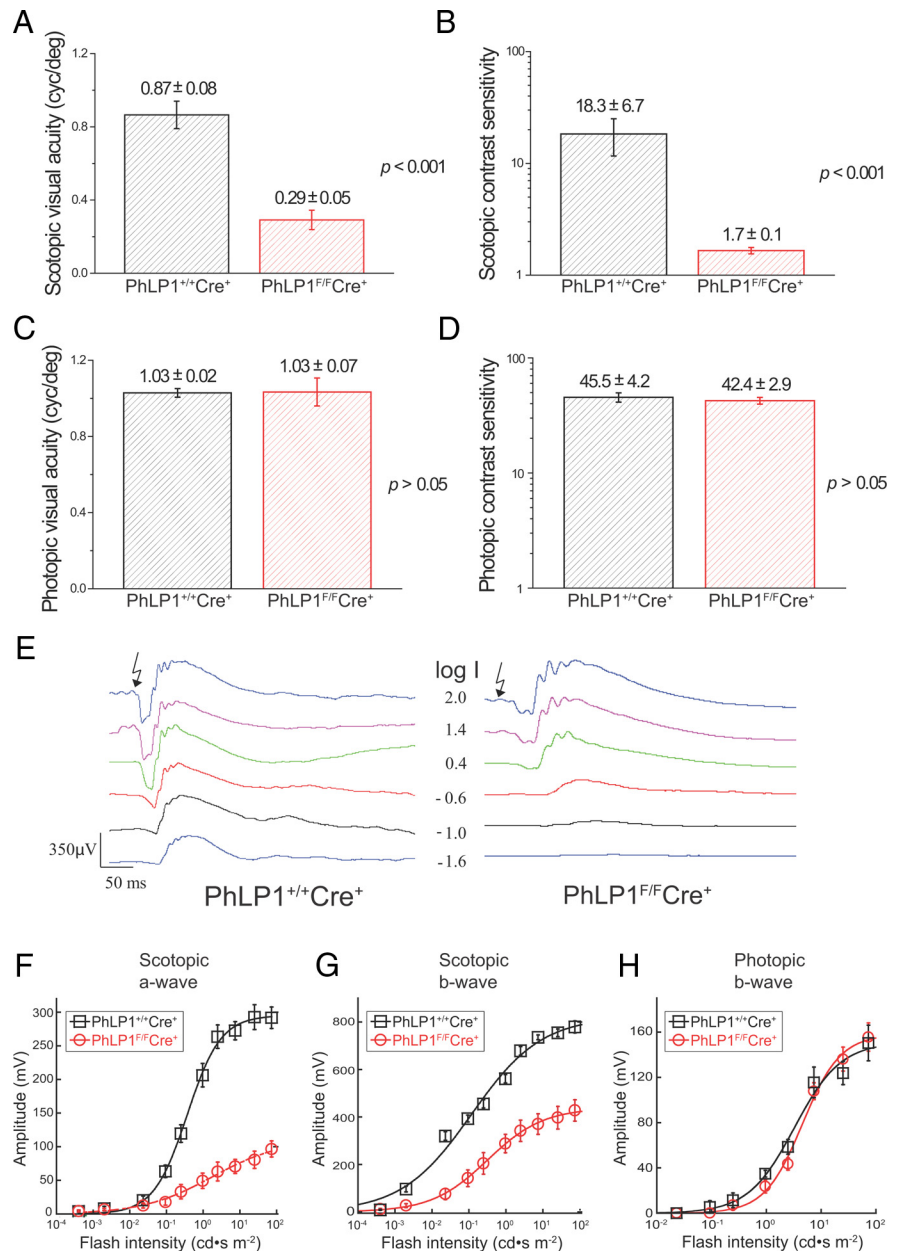 A
Scotopic visual acuity (cyc/deg)
1.2
0.8
0.4
0.0
0.87 ± 0.08
0.29 ± 0.05
p < 0.001
PhLP1+/+Cre+
PhLP1F/FCre+
B
Scotopic contrast sensitivity
100
10
1
18.3 ± 6.7
1.7 ± 0.1
p < 0.001
PhLP1+/+Cre+
PhLP1F/FCre+
C
Photopic visual acuity (cyc/deg)
1.2
0.8
0.4
0.0
1.03 ± 0.02
1.03 ± 0.07
p > 0.05
PhLP1+/+Cre+
PhLP1F/FCre+
D
Photopic contrast sensitivity
100
10
1
45.5 ± 4.2
42.4 ± 2.9
p > 0.05
PhLP1+/+Cre+
PhLP1F/FCre+
E
log I
2.0
1.4
0.4
- 0.6
- 1.0
-1.6
350µV
50 ms
PhLP1+/+Cre+
PhLP1F/FCre+
F
Scotopic
a-wave
PhLP1+/+Cre+
PhLP1F/FCre+
Amplitude (mV)
300
250
200
150
100
50
0
10-4 10-3 10-2 10-1 100 101 102
Flash intensity (cd•s m-2)
G
Scotopic
b-wave
PhLP1+/+Cre+
PhLP1F/FCre+
Amplitude (mV)
800
600
400
200
0
10-4 10-3 10-2 10-1 100 101 102
Flash intensity (cd•s m-2)
H
Photopic
b-wave
PhLP1+/+Cre+
PhLP1F/FCre+
Amplitude (mV)
160
120
80
40
0
10-2 10-1 100 101 102
Flash intensity (cd•s m-2)